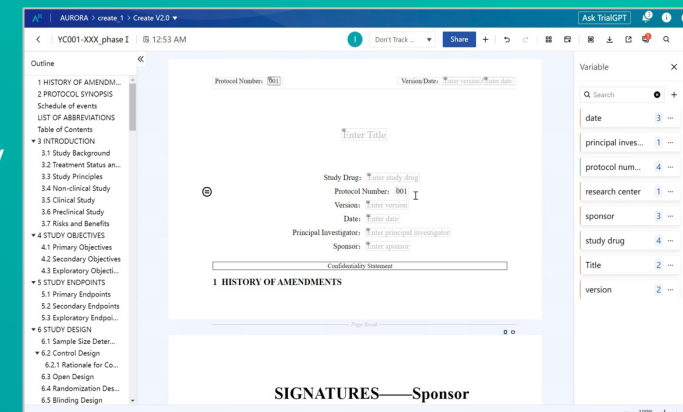 AURORA > create_1 > Create V2.0 ▾
Ask TrialGPT
YC001-XXX_phase I
12:53 AM
I
Don't Track ...
Share
Outline
1 HISTORY OF AMENDM...
2 PROTOCOL SYNOPSIS
Schedule of events
LIST OF ABBREVIATIONS
Table of Contents
3 INTRODUCTION
3.1 Study Background
3.2 Treatment Status an...
3.3 Study Principles
3.4 Non-clinical Study
3.5 Clinical Study
3.6 Preclinical Study
3.7 Risks and Benefits
4 STUDY OBJECTIVES
4.1 Primary Objectives
4.2 Secondary Objectives
4.3 Exploratory Objecti...
5 STUDY ENDPOINTS
5.1 Primary Endpoints
5.2 Secondary Endpoints
5.3 Exploratory Endpoi...
6 STUDY DESIGN
6.1 Sample Size Deter...
6.2 Control Design
6.2.1 Rationale for Co...
6.3 Open Design
6.4 Randomization Des...
6.5 Blinding Design
Protocol Number: 001
Version/Date: Enter version/Enter date
Enter Title
Study Drug: Enter study drug
Protocol Number: 001
Version: Enter version
Date: Enter date
Principal Investigator: Enter principal investigator
Sponsor: Enter sponsor
Confidentiality Statement
1 HISTORY OF AMENDMENTS
Page Break
SIGNATURES——Sponsor
Variable
Search
date 3 ...
principal inves... 1 ...
protocol num... 4 ...
research center 1 ...
sponsor 3 ...
study drug 4 ...
Title 2 ...
version 2 ...
100%